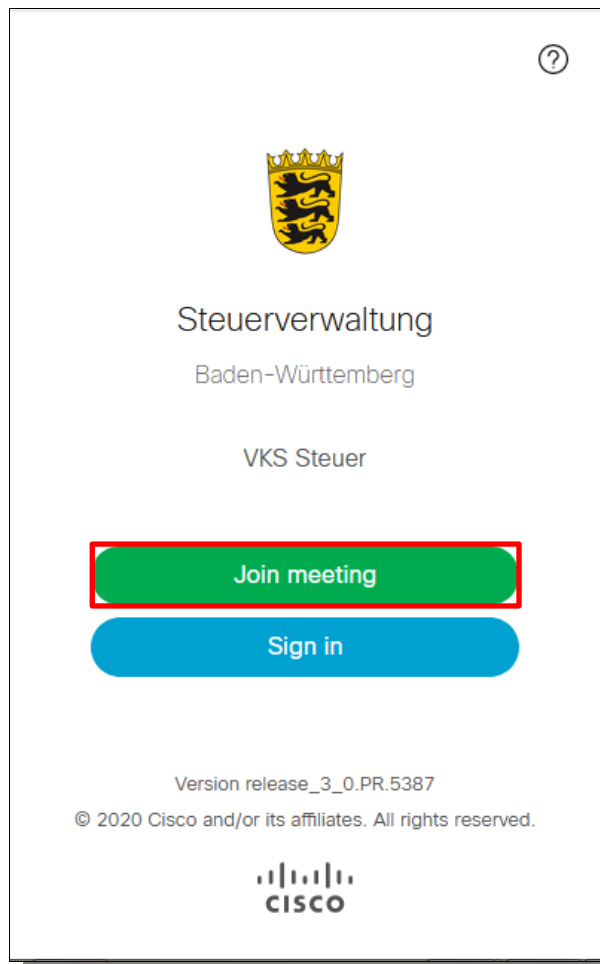 ?
Steuerverwaltung
Baden-Württemberg
VKS Steuer
Join meeting
Sign in
Version release_3_0.PR.5387
© 2020 Cisco and/or its affiliates. All rights reserved.
CISCO